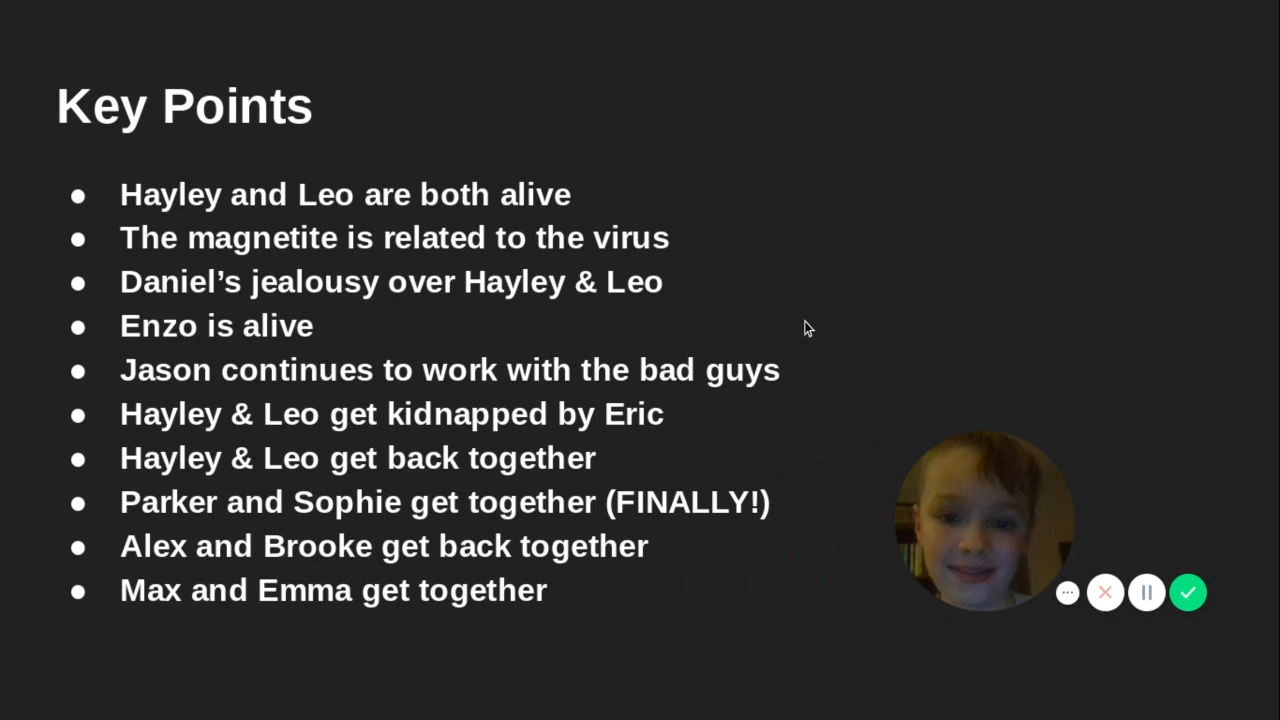 Key Points
● Hayley and Leo are both alive
● The magnetite is related to the virus
● Daniel’s jealousy over Hayley & Leo
● Enzo is alive
● Jason continues to work with the bad guys
● Hayley & Leo get kidnapped by Eric
● Hayley & Leo get back together
● Parker and Sophie get together (FINALLY!)
● Alex and Brooke get back together
● Max and Emma get together